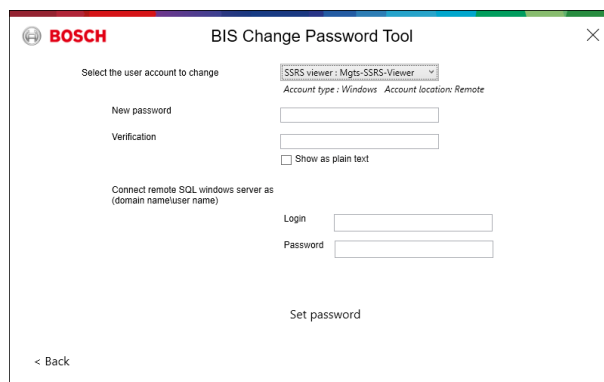 BOSCH
BIS Change Password Tool
Select the user account to change
SSRS viewer : Mgts-SSRS-Viewer
Account type : Windows Account location: Remote
New password
Verification
Show as plain text
Connect remote SQL windows server as
(domain name\user name)
Login
Password
Set password
< Back